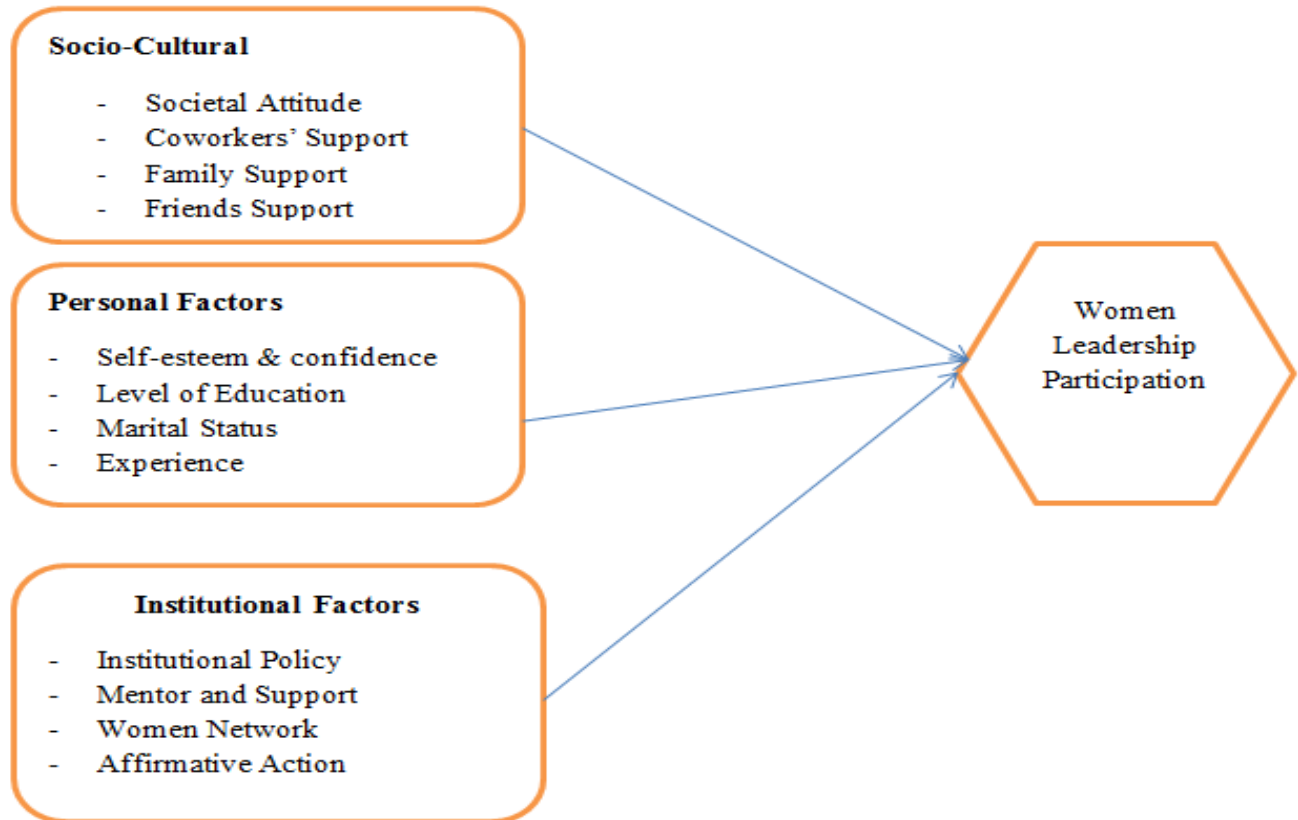 Socio-Cultural
- Societal Attitude
- Coworkers’ Support
- Family Support
- Friends Support
Personal Factors
- Self-esteem & confidence
- Level of Education
- Marital Status
- Experience
Institutional Factors
- Institutional Policy
- Mentor and Support
- Women Network
- Affirmative Action
Women
Leadership
Participation